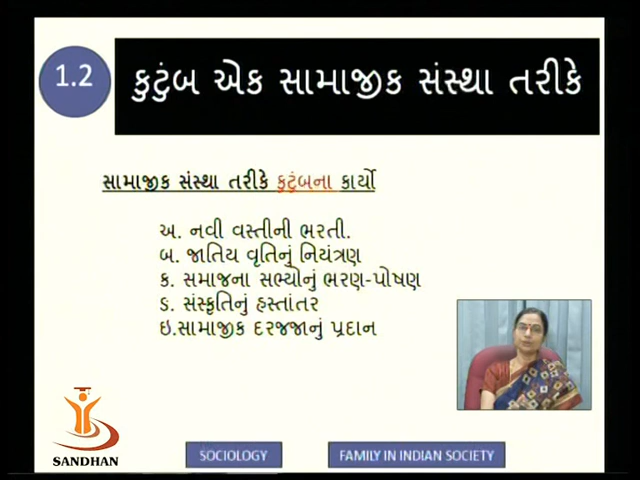 1.2
કુટુંબ એક સામાજીક સંસ્થા તરીકે
સામાજીક સંસ્થા તરીકે કુટુંબના કાર્યો
અ. નવી વસ્તીની ભરતી.
બ. જાતિય વૃતિનું નિયંત્રણ
ક. સમાજના સભ્યોનું ભરણ-પોષણ
ડ. સંસ્કૃતિનું હસ્તાંતર
ઇ.સામાજીક દરજજાનું પ્રદાન
SANDHAN
SOCIOLOGY
FAMILY IN INDIAN SOCIETY